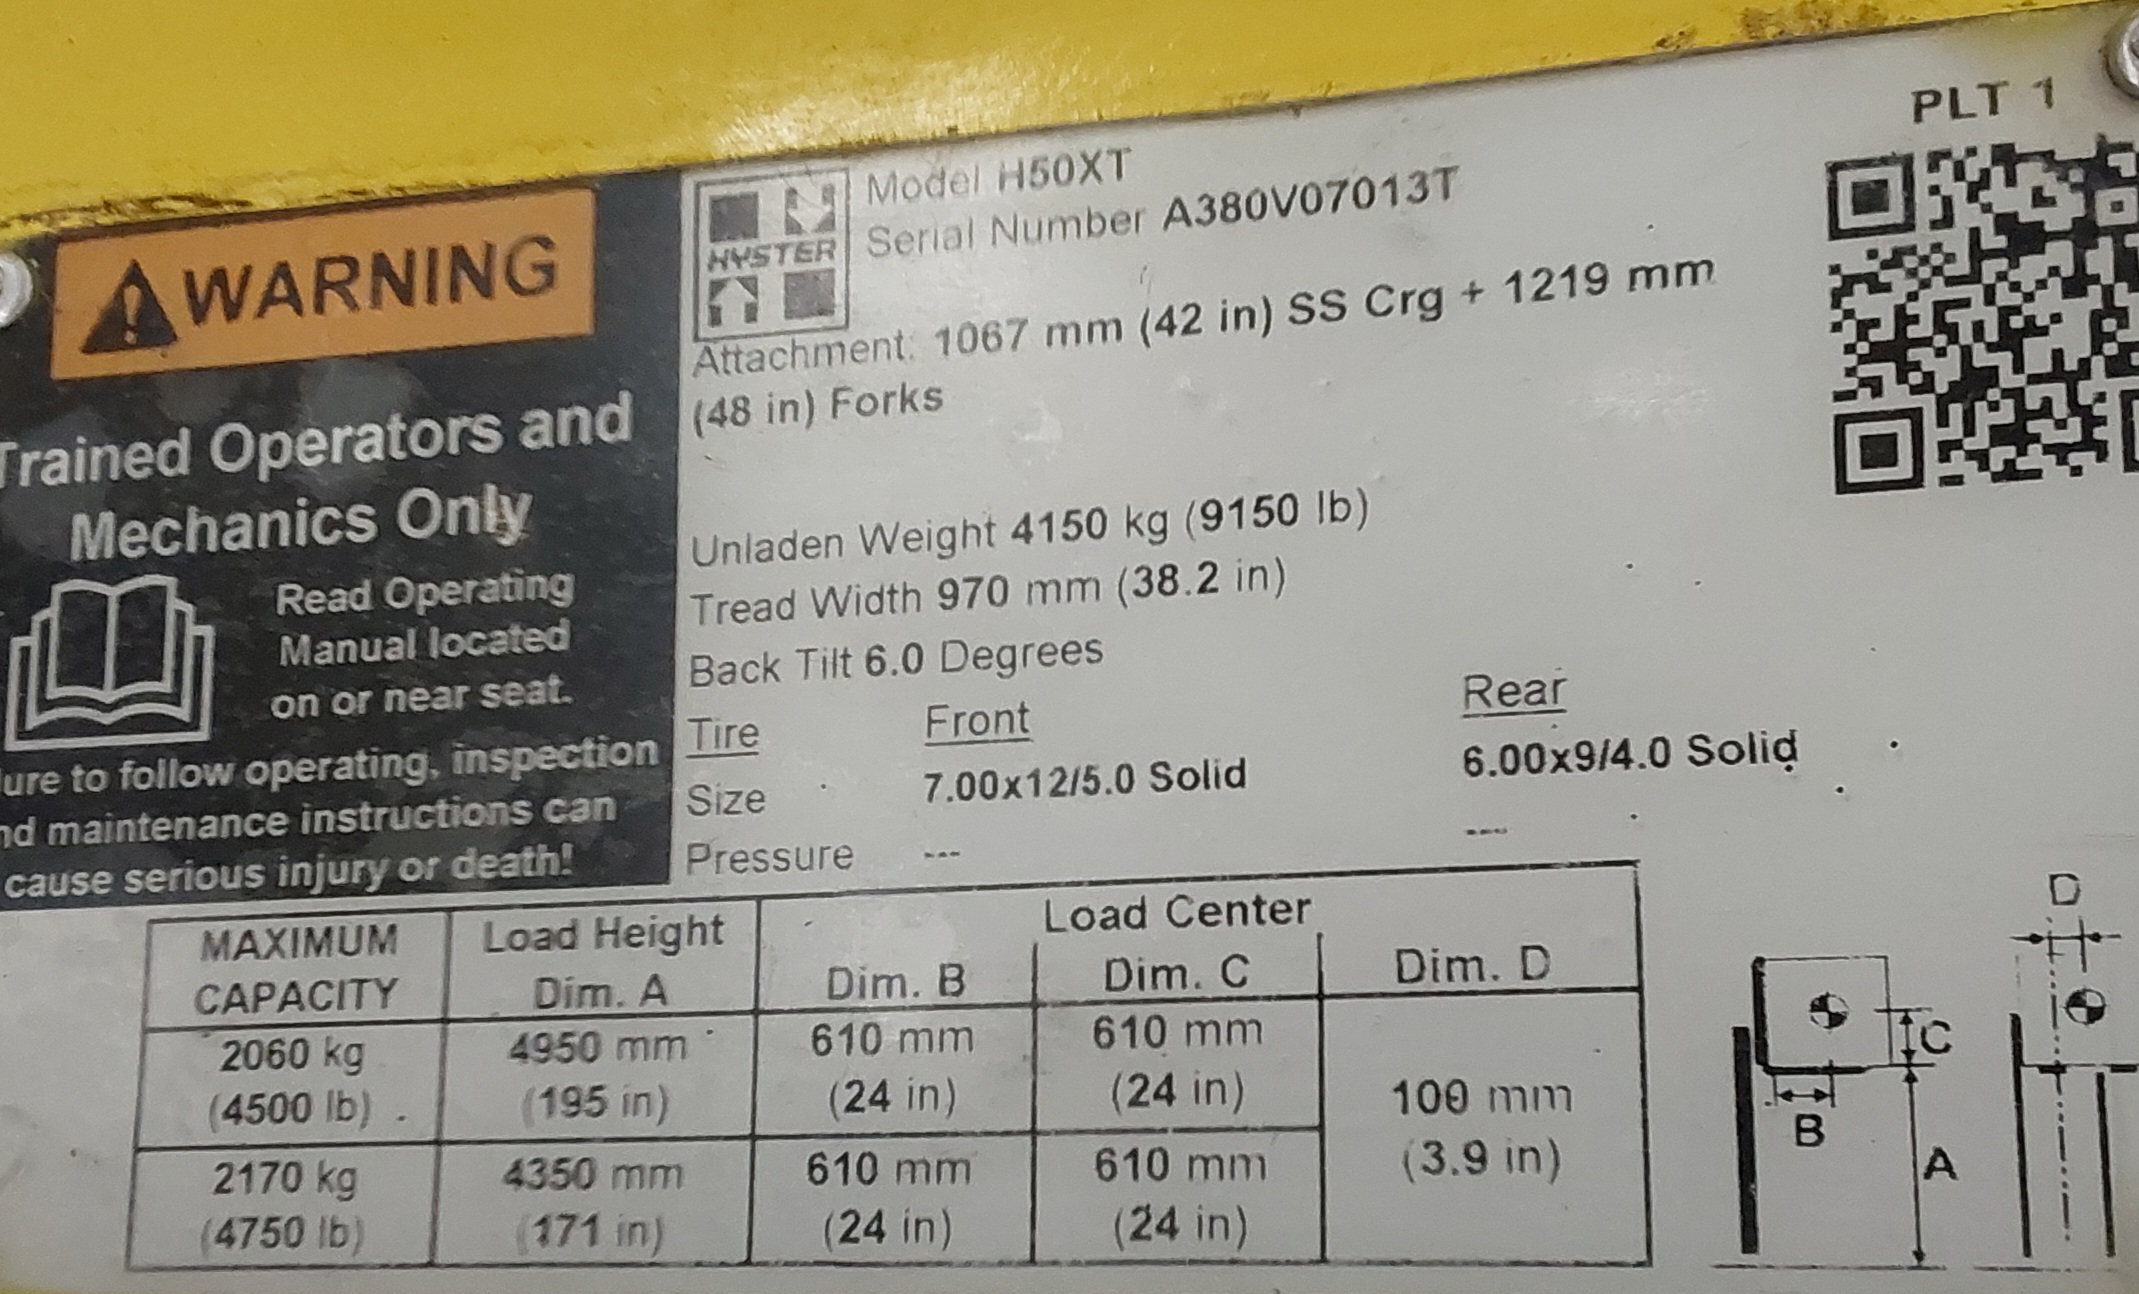 PLT 1
WARNING
Trained Operators and
Mechanics Only
Read Operating
Manual located
on or near seat.
lure to follow operating, inspection
nd maintenance instructions can
cause serious injury or death!
HYSTER
Model H50XT
Serial Number A380V07013T
Attachment: 1067 mm (42 in) SS Crg + 1219 mm
(48 in) Forks
Unladen Weight 4150 kg (9150 lb)
Tread Width 970 mm (38.2 in)
Back Tilt 6.0 Degrees
Tire Front Rear
Size 7.00x12/5.0 Solid 6.00x9/4.0 Solid
Pressure --- ---
MAXIMUM CAPACITY Load Height Dim. A Load Center
Dim. B Dim. C Dim. D
2060 kg 4950 mm 610 mm 610 mm
(4500 lb) (195 in) (24 in) (24 in)
100 mm
(3.9 in)
2170 kg 4350 mm 610 mm 610 mm
(4750 lb) (171 in) (24 in) (24 in)
D
C
B
A